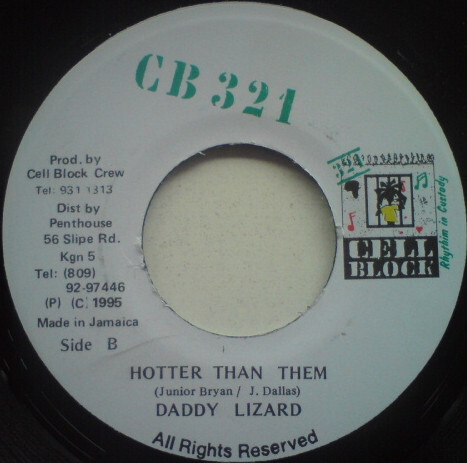 CB 321
Prod. by
Cell Block Crew
Tel: 931 1313
Dist by
Penthouse
56 Slipe Rd.
Kgn 5
Tel: (809)
92-97446
(P) (C) 1995
Made in Jamaica
Side B
321
CELL
BLOCK
Rhythim in Custody
HOTTER THAN THEM
(Junior Bryan / J. Dallas)
DADDY LIZARD
All Rights Reserved